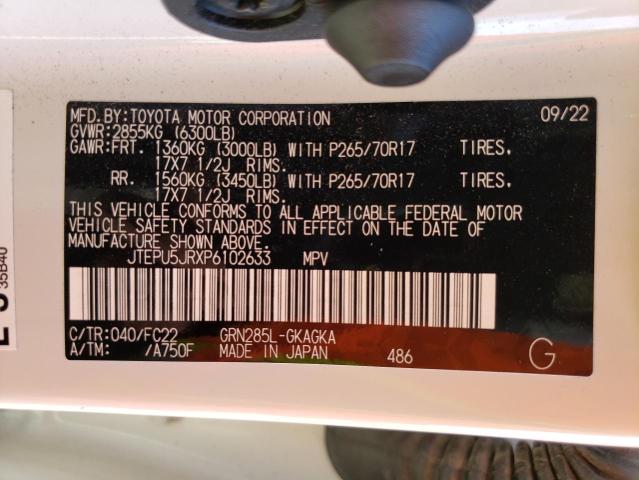 MFD.BY:TOYOTA MOTOR CORPORATION 09/22
GVWR:2855KG (6300LB)
GAWR:FRT. 1360KG (3000LB) WITH P265/70R17 TIRES.
17X7 1/2J RIMS.
RR. 1560KG (3450LB) WITH P265/70R17 TIRES.
17X7 1/2J RIMS.
THIS VEHICLE CONFORMS TO ALL APPLICABLE FEDERAL MOTOR
VEHICLE SAFETY STANDARDS IN EFFECT ON THE DATE OF
MANUFACTURE SHOWN ABOVE.
JTEPU5JRXP6102633 MPV
C/TR:040/FC22 GRN285L-GKAGKA
A/TM: /A750F MADE IN JAPAN 486 G
35B40